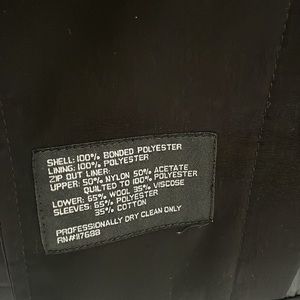 SHELL: 100% BONDED POLYESTER
LINING: 100% POLYESTER
ZIP OUT LINER:
UPPER: 50% NYLON 50% ACETATE
QUILTED TO 100% POLYESTER
LOWER: 65% WOOL 35% VISCOSE
SLEEVES: 65% POLYESTER
35% COTTON
PROFESSIONALLY DRY CLEAN ONLY
RN#117688